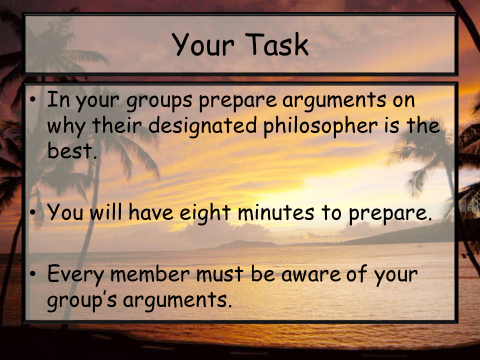 Your Task
• In your groups prepare arguments on
why their designated philosopher is the
best.
• You will have eight minutes to prepare.
• Every member must be aware of your
group's arguments.